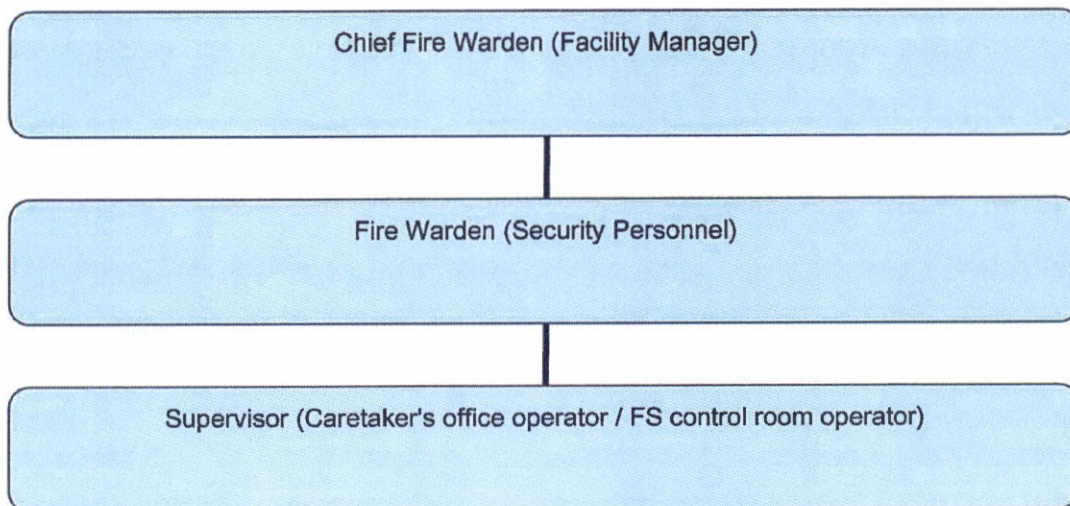 Chief Fire Warden (Facility Manager)
Fire Warden (Security Personnel)
Supervisor (Caretaker's office operator / FS control room operator)